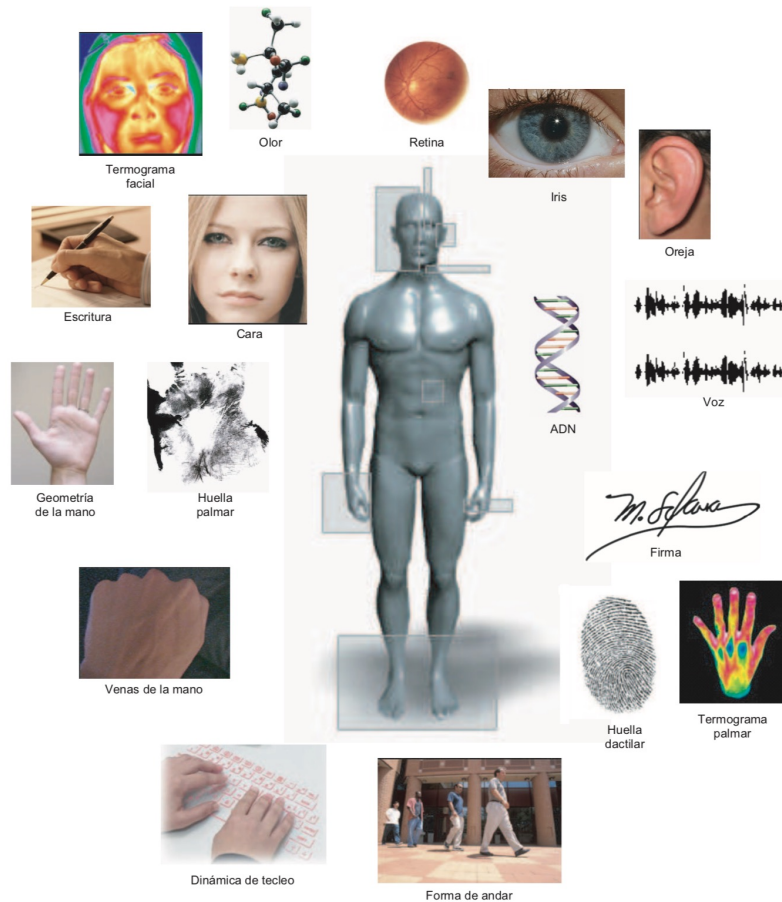 Termograma
facial
Olor
Retina
Iris
Oreja
Escritura
Cara
ADN
Voz
Geometría
de la mano
Huella
palmar
Firma
Venas de la mano
Huella
dactilar
Termograma
palmar
Dinámica de tecleo
Forma de andar